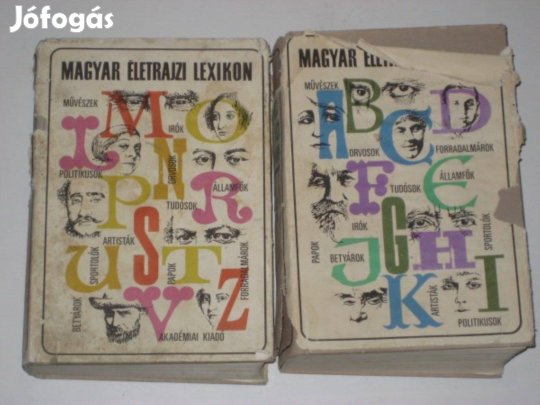 Jófogás
MAGYAR ÉLETRAJZI LEXIKON
MŰVÉSZEK
L M O
IRÓK
POLITIKUSOK
ORVOSOK
N
ÁLLAMFŐK
P R
TUDÓSOK
ARTISTÁK
S
SPORTOLÓK
PAPOK
U T Z
FORRADALMÁROK
BETYÁROK
V
AKADÉMIAI KIADÓ
MAGYAR ÉLETRAJ
MŰVÉSZEK
A B C D
ORVOSOK
FORRADALMÁROK
F E
TUDÓSOK
ÁLLAMFŐK
IRÓK
SPORTOLÓK
PAPOK
G H
BETYÁROK
J K I
ARTISTÁK
POLITIKUSOK